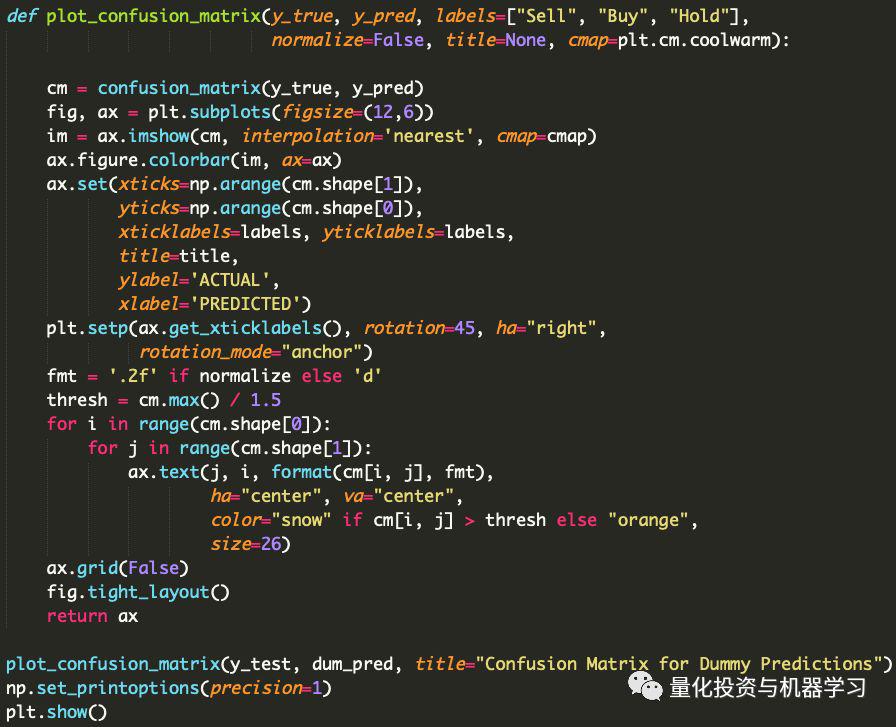 def plot_confusion_matrix(y_true, y_pred, labels=["Sell", "Buy", "Hold"],
                          normalize=False, title=None, cmap=plt.cm.coolwarm):

    cm = confusion_matrix(y_true, y_pred)
    fig, ax = plt.subplots(figsize=(12,6))
    im = ax.imshow(cm, interpolation='nearest', cmap=cmap)
    ax.figure.colorbar(im, ax=ax)
    ax.set(xticks=np.arange(cm.shape[1]),
           yticks=np.arange(cm.shape[0]),
           xticklabels=labels, yticklabels=labels,
           title=title,
           ylabel='ACTUAL',
           xlabel='PREDICTED')
    plt.setp(ax.get_xticklabels(), rotation=45, ha="right",
             rotation_mode="anchor")
    fmt = '.2f' if normalize else 'd'
    thresh = cm.max() / 1.5
    for i in range(cm.shape[0]):
        for j in range(cm.shape[1]):
            ax.text(j, i, format(cm[i, j], fmt),
                    ha="center", va="center",
                    color="snow" if cm[i, j] > thresh else "orange",
                    size=26)
    ax.grid(False)
    fig.tight_layout()
    return ax

plot_confusion_matrix(y_test, dum_pred, title="Confusion Matrix for Dummy Predictions")
np.set_printoptions(precision=1)
plt.show()
量化投资与机器学习